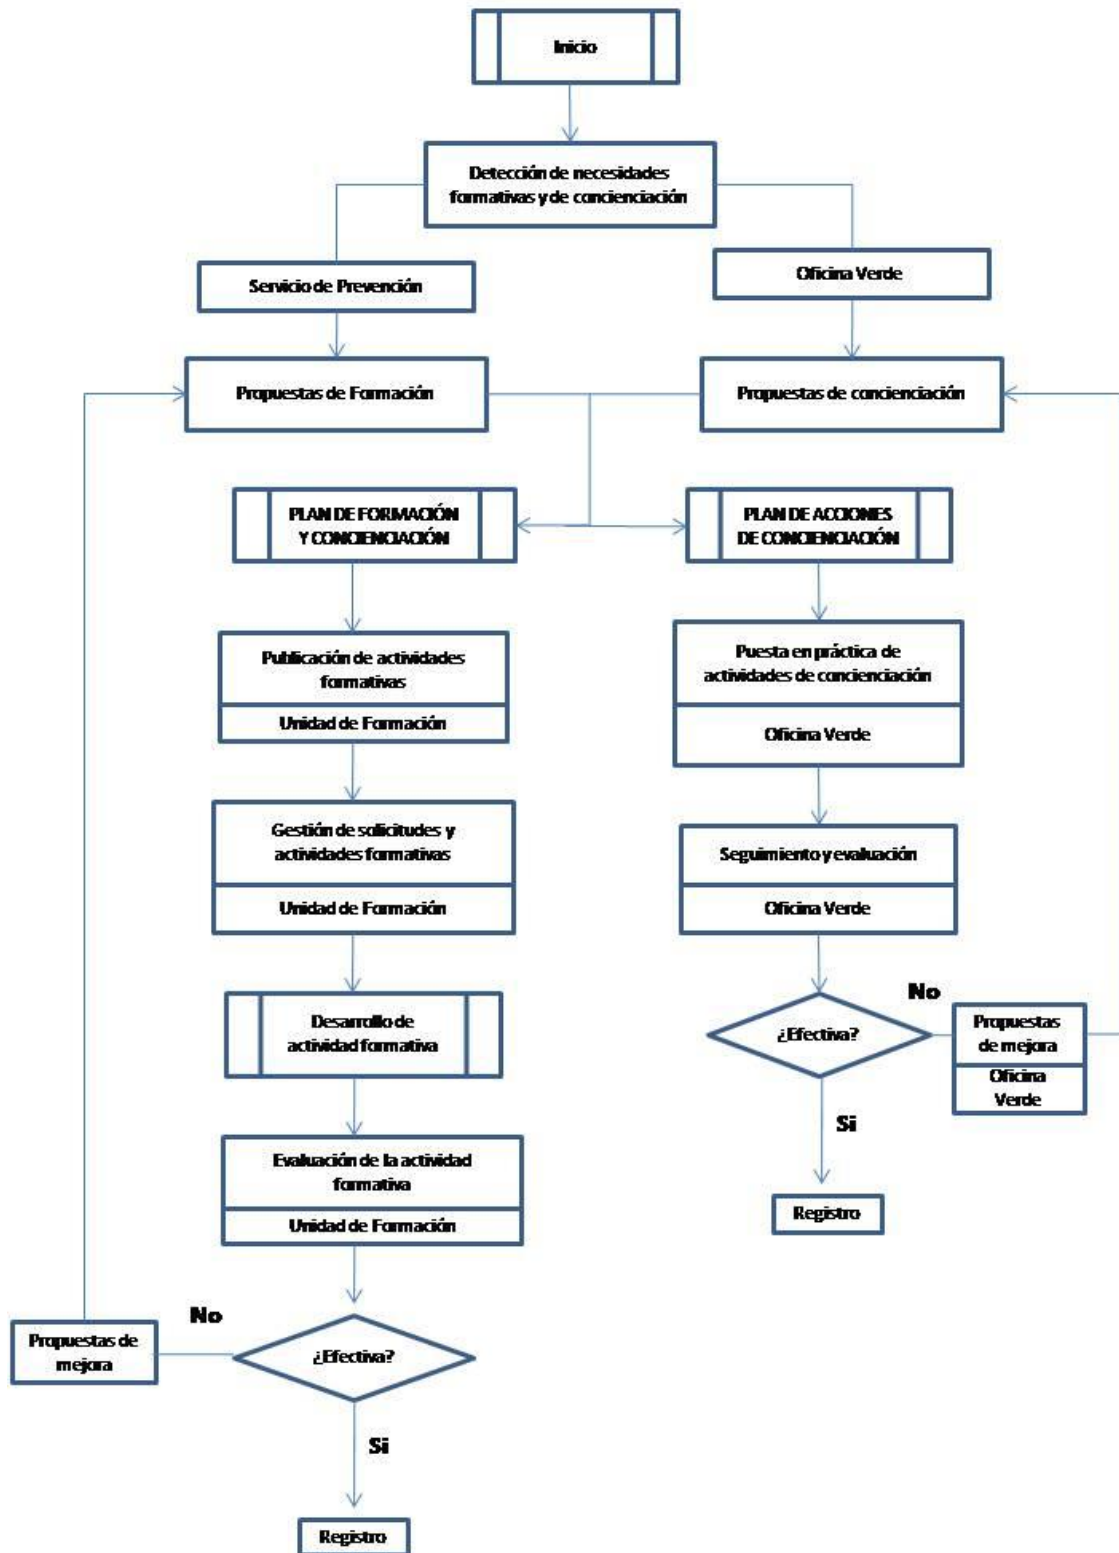 Inicio
Detección de necesidades
formativas y de concienciación
Servicio de Prevención
Oficina Verde
Propuestas de Formación
Propuestas de concienciación
PLAN DE FORMACIÓN
Y CONCIENCIACIÓN
PLAN DE ACCIONES
DE CONCIENCIACIÓN
Publicación de actividades
formativas
Unidad de Formación
Puesta en práctica de
actividades de concienciación
Oficina Verde
Gestión de solicitudes y
actividades formativas
Unidad de Formación
Seguimiento y evaluación
Oficina Verde
Desarrollo de
actividad formativa
¿Efectiva?
No
Propuestas
de mejora
Oficina
Verde
Si
Registro
Evaluación de la actividad
formativa
Unidad de Formación
¿Efectiva?
No
Propuestas de
mejora
Si
Registro